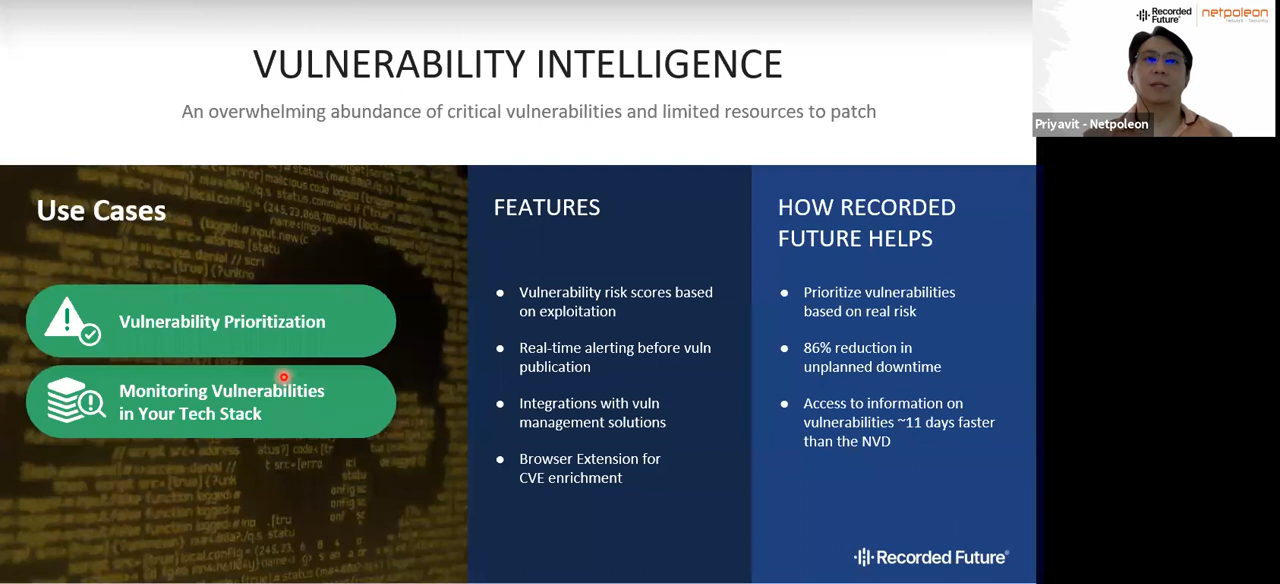 VULNERABILITY INTELLIGENCE
An overwhelming abundance of critical vulnerabilities and limited resources to patch
Recorded
Future®
netpoleon
Priyavit - Netpoleon
Use Cases
Vulnerability Prioritization
Monitoring Vulnerabilities
in Your Tech Stack
FEATURES
● Vulnerability risk scores based
on exploitation
● Real-time alerting before vuln
publication
● Integrations with vuln
management solutions
● Browser Extension for
CVE enrichment
HOW RECORDED
FUTURE HELPS
● Prioritize vulnerabilities
based on real risk
● 86% reduction in
unplanned downtime
● Access to information on
vulnerabilities ~11 days faster
than the NVD
Recorded Future®